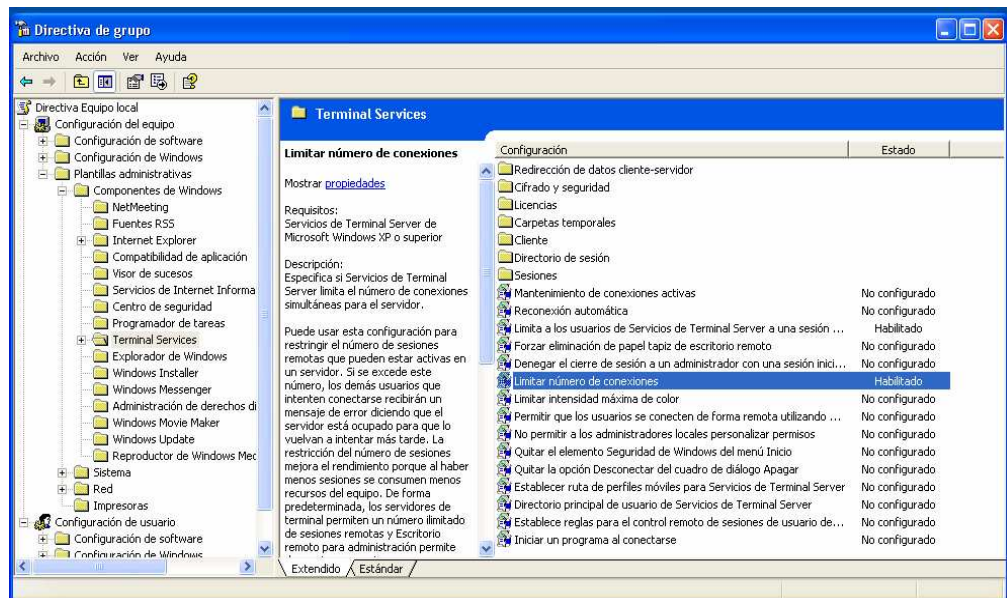 Directiva de grupo
Archivo Acción Ver Ayuda
Directiva Equipo local
Configuración del equipo
Configuración de software
Configuración de Windows
Plantillas administrativas
Componentes de Windows
NetMeeting
Fuentes RSS
Internet Explorer
Compatibilidad de aplicación
Visor de sucesos
Servicios de Internet Informa
Centro de seguridad
Programador de tareas
Terminal Services
Explorador de Windows
Windows Installer
Windows Messenger
Administración de derechos di
Windows Movie Maker
Windows Update
Reproductor de Windows Med
Sistema
Red
Impresoras
Configuración de usuario
Configuración de software
Configuración de Windows
Terminal Services
Limitar número de conexiones
Mostrar propiedades
Requisitos:
Servicios de Terminal Server de
Microsoft Windows XP o superior
Descripción:
Especifica si Servicios de Terminal
Server limita el número de conexiones
simultáneas para el servidor.
Puede usar esta configuración para
restringir el número de sesiones
remotas que pueden estar activas en
un servidor. Si se excede este
número, los demás usuarios que
intenten conectarse recibirán un
mensaje de error diciendo que el
servidor está ocupado para que lo
vuelvan a intentar más tarde. La
restricción del número de sesiones
mejora el rendimiento porque al haber
menos sesiones se consumen menos
recursos del equipo. De forma
predeterminada, los servidores de
terminal permiten un número ilimitado
de sesiones remotas y Escritorio
remoto para administración permite
Configuración Estado
Redirección de datos cliente-servidor
Cifrado y seguridad
Licencias
Carpetas temporales
Cliente
Directorio de sesión
Sesiones
Mantenimiento de conexiones activas No configurado
Reconexión automática No configurado
Limita a los usuarios de Servicios de Terminal Server a una sesión ... Habilitado
Forzar eliminación de papel tapiz de escritorio remoto No configurado
Denegar el cierre de sesión a un administrador con una sesión inici... No configurado
Limitar número de conexiones Habilitado
Limitar intensidad máxima de color No configurado
Permitir que los usuarios se conecten de forma remota utilizando ... No configurado
No permitir a los administradores locales personalizar permisos No configurado
Quitar el elemento Seguridad de Windows del menú Inicio No configurado
Quitar la opción Desconectar del cuadro de diálogo Apagar No configurado
Establecer ruta de perfiles móviles para Servicios de Terminal Server No configurado
Directorio principal de usuario de Servicios de Terminal Server No configurado
Establece reglas para el control remoto de sesiones de usuario de... No configurado
Iniciar un programa al conectarse No configurado
Extendido Estándar